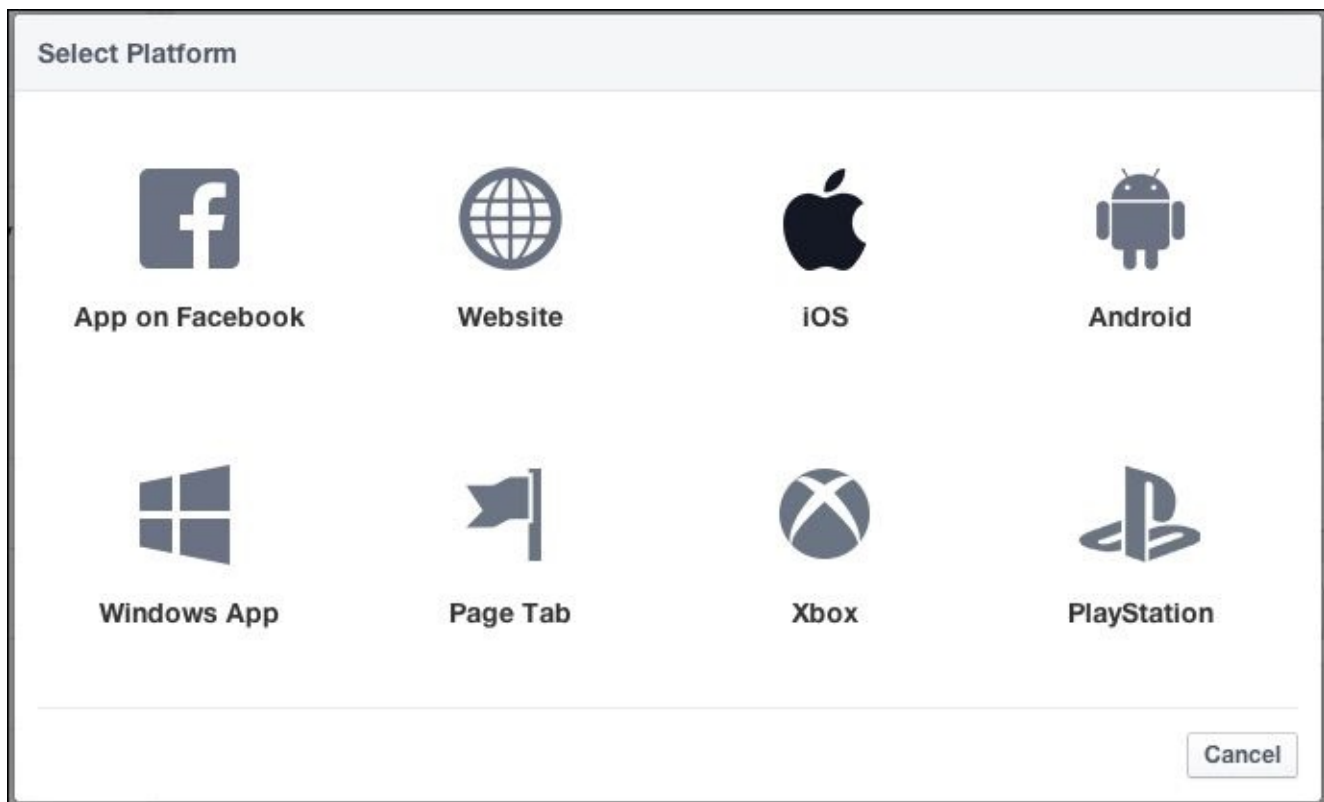 Select Platform
App on Facebook
Website
iOS
Android
Windows App
Page Tab
Xbox
PlayStation
Cancel